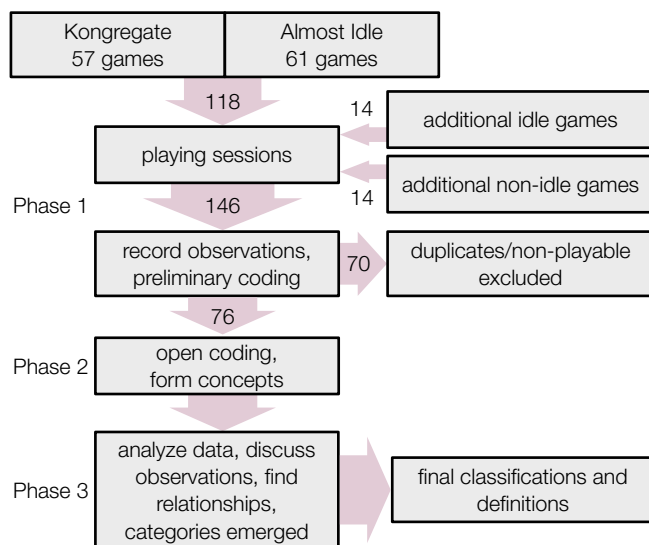 Kongregate
57 games
Almost Idle
61 games
118
14
additional idle games
playing sessions
14
additional non-idle games
Phase 1
146
record observations,
preliminary coding
70
duplicates/non-playable
excluded
76
Phase 2
open coding,
form concepts
Phase 3
analyze data, discuss
observations, find
relationships,
categories emerged
final classifications and
definitions